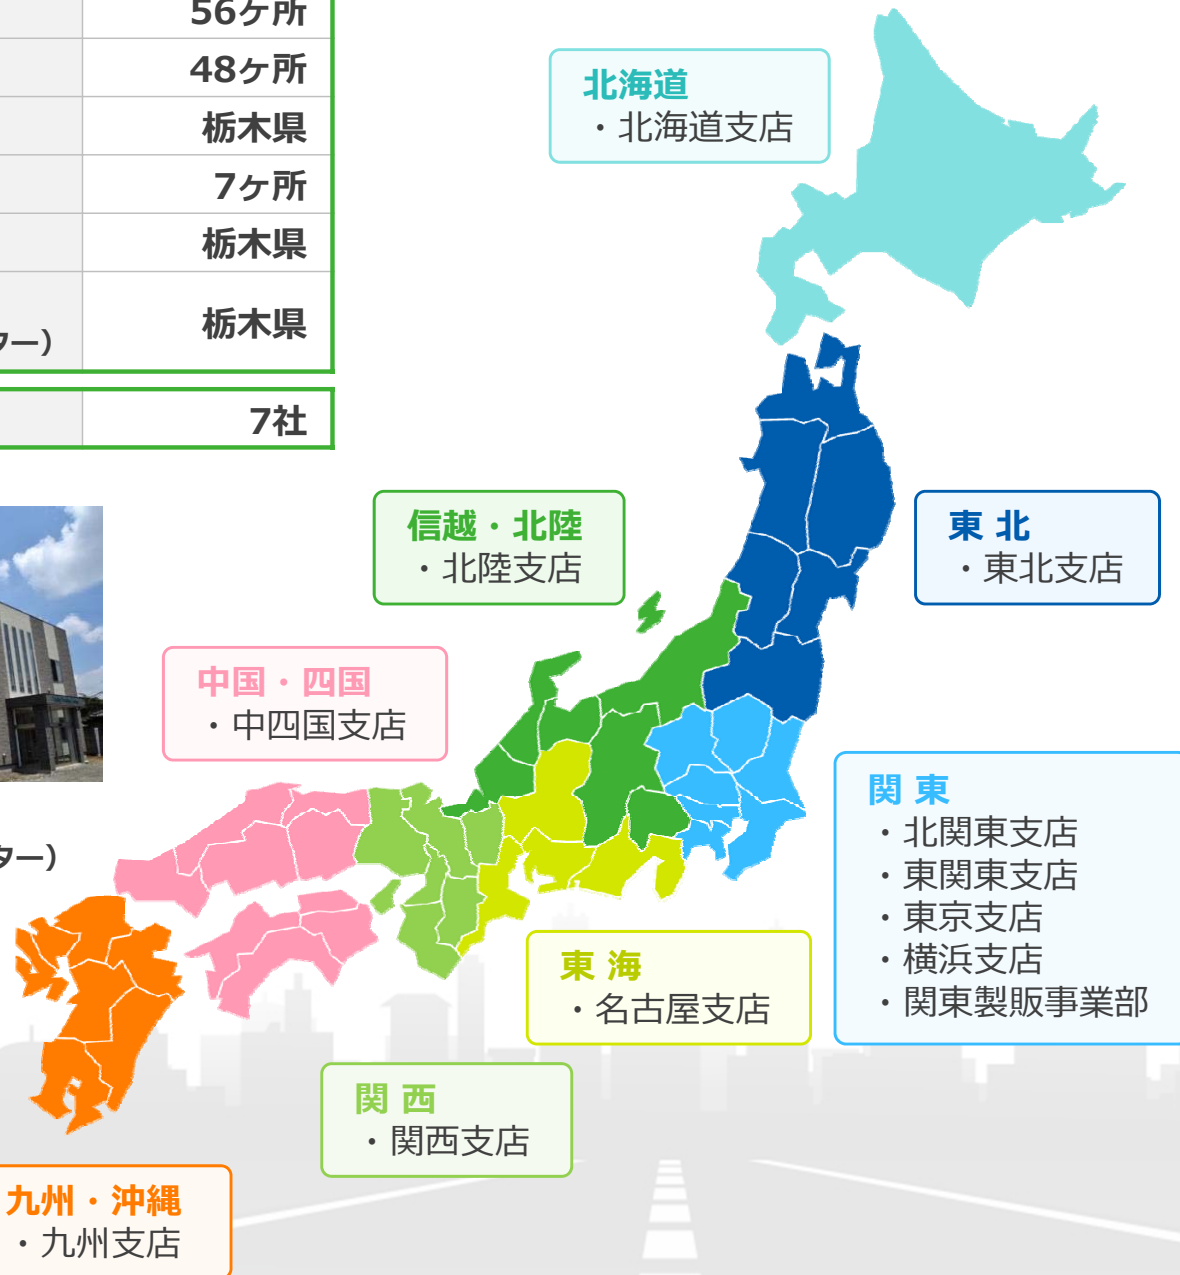 56ケ所
48ケ所
栃木県
7ケ所
栃木県
ター）
栃木県
7社
ター）
北海道
・北海道支店
東 北
・東北支店
信越・北陸
・北陸支店
中国・四国
・中四国支店
関 東
・北関東支店
・東関東支店
・東京支店
・横浜支店
・関東製販事業部
東 海
・名古屋支店
関 西
・関西支店
九州・沖縄
・九州支店